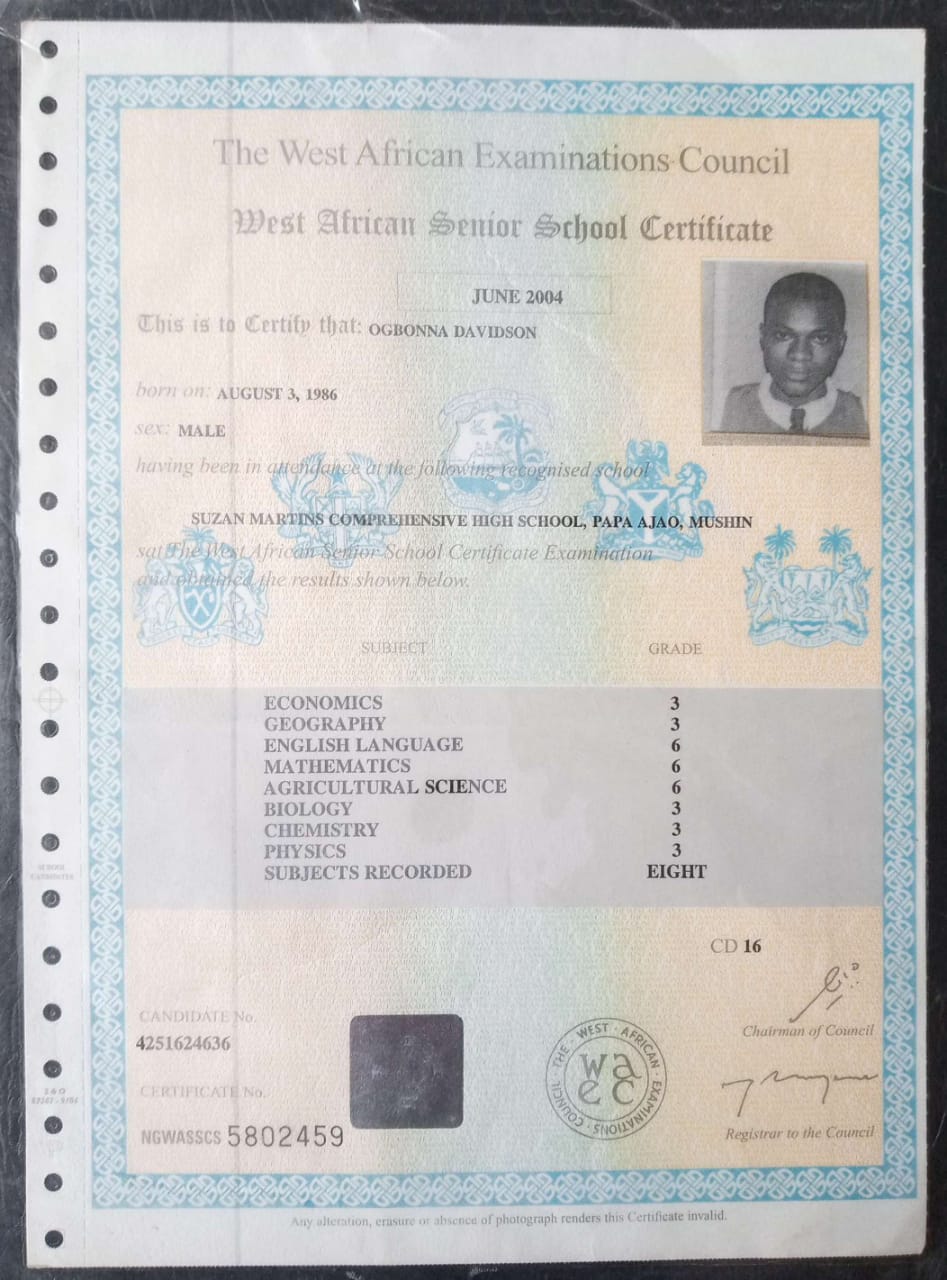 The West African Examinations Council
West African Senior School Certificate
JUNE 2004
This is to Certify that: OGBONNA DAVIDSON
born on: AUGUST 3, 1986
sex: MALE
having been in attendance at the following recognised school
SUZAN MARTINS COMPREHENSIVE HIGH SCHOOL, PAPA AJAO, MUSHIN
sat The West African Senior School Certificate Examination
and obtained the results shown below.
SUBJECT GRADE
ECONOMICS 3
GEOGRAPHY 3
ENGLISH LANGUAGE 6
MATHEMATICS 6
AGRICULTURAL SCIENCE 6
BIOLOGY 3
CHEMISTRY 3
PHYSICS 3
SUBJECTS RECORDED EIGHT
SCHOOL
CANDIDATES
CD 16
CANDIDATE No.
4251624636
Chairman of Council
CERTIFICATE No.
NGWASSCS 5802459
THE · WEST · AFRICAN · EXAMINATIONS · COUNCIL
wa
ec
Registrar to the Council
Any alteration, erasure or absence of photograph renders this Certificate invalid.